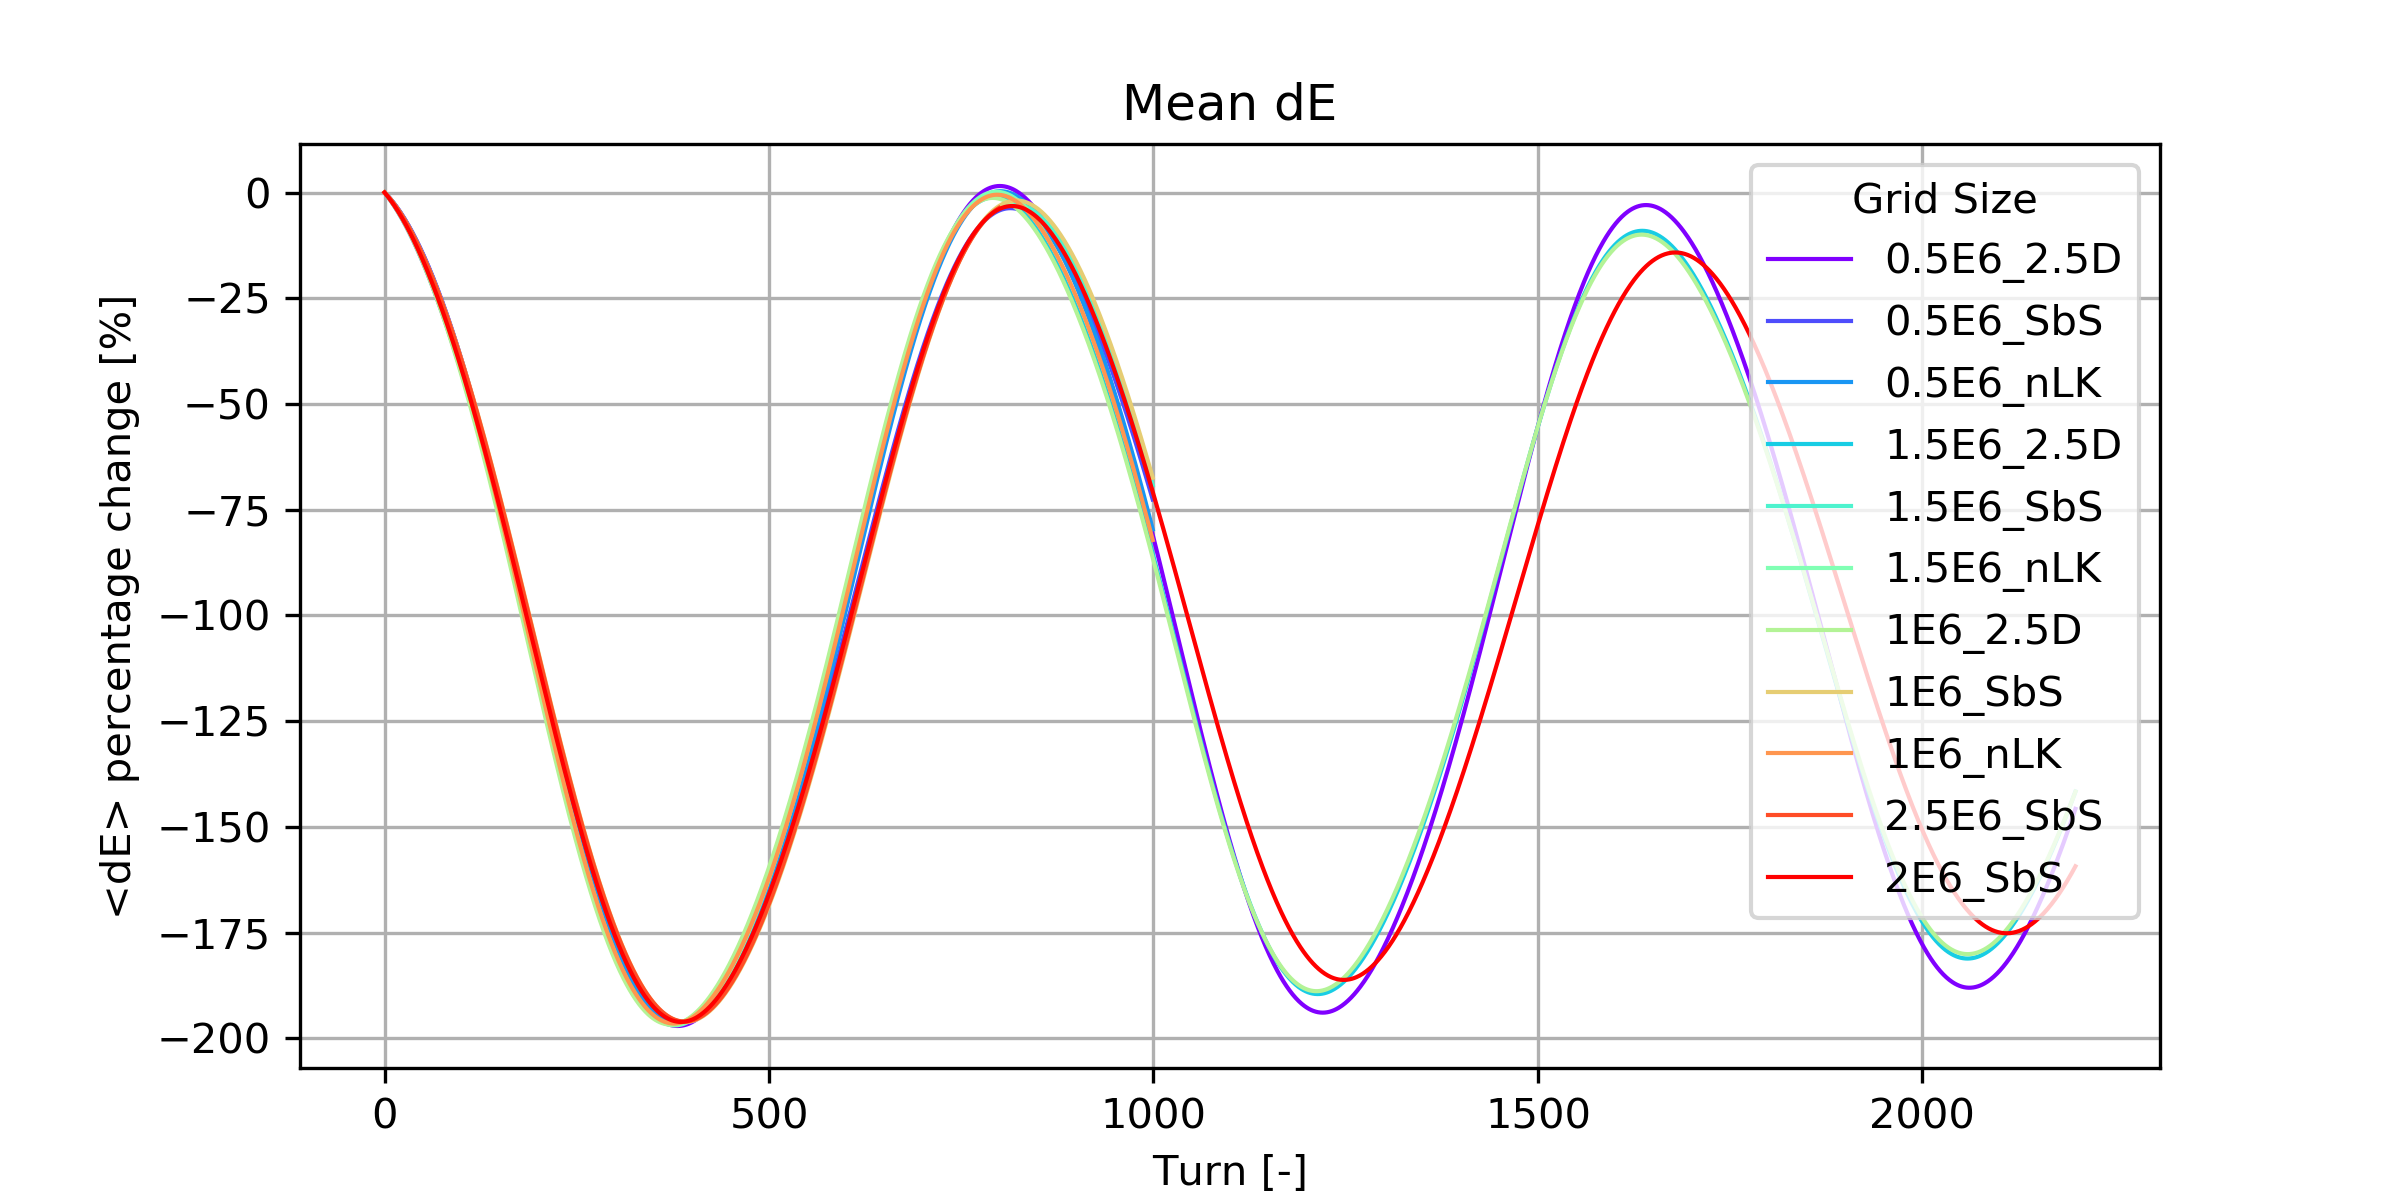 Mean dE
<dE> percentage change [%]
0
−25
−50
−75
−100
−125
−150
−175
−200
Grid Size
0.5E6_2.5D
0.5E6_SbS
0.5E6_nLK
1.5E6_2.5D
1.5E6_SbS
1.5E6_nLK
1E6_2.5D
1E6_SbS
1E6_nLK
2.5E6_SbS
2E6_SbS
0 500 1000 1500 2000
Turn [-]